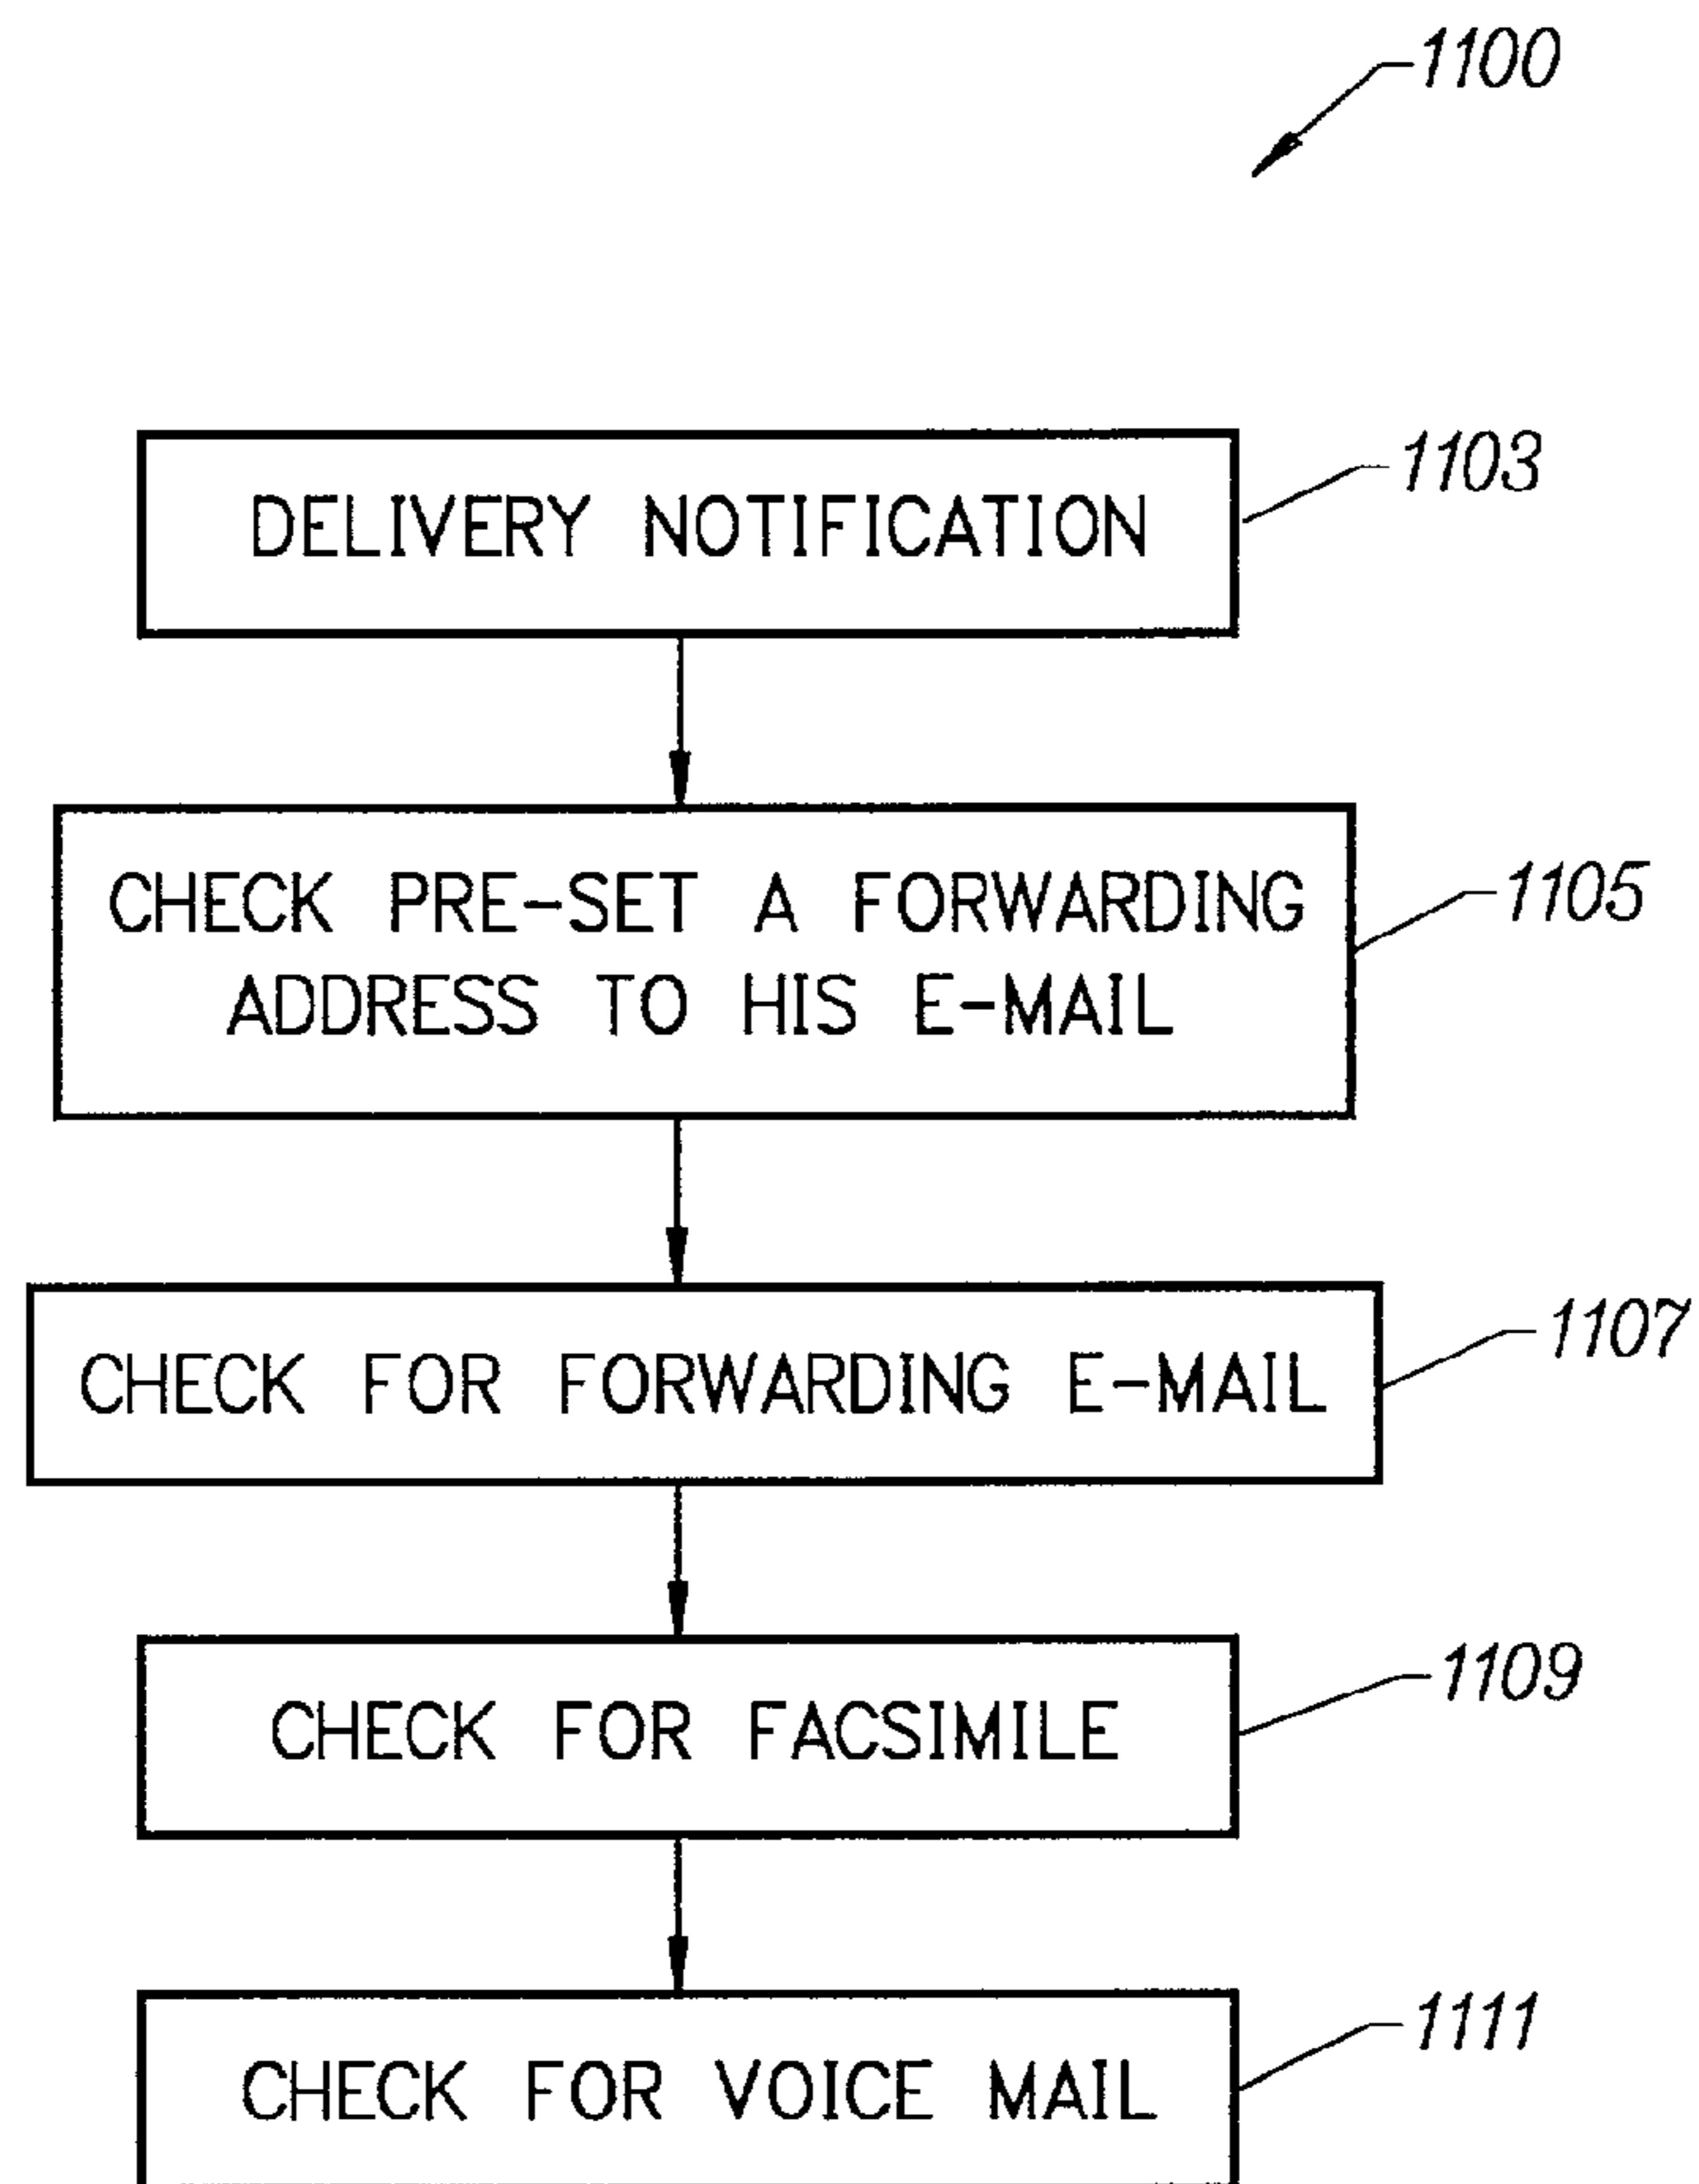 1100
DELIVERY NOTIFICATION
1103
CHECK PRE-SET A FORWARDING
ADDRESS TO HIS E-MAIL
1105
CHECK FOR FORWARDING E-MAIL
1107
CHECK FOR FACSIMILE
1109
CHECK FOR VOICE MAIL
1111